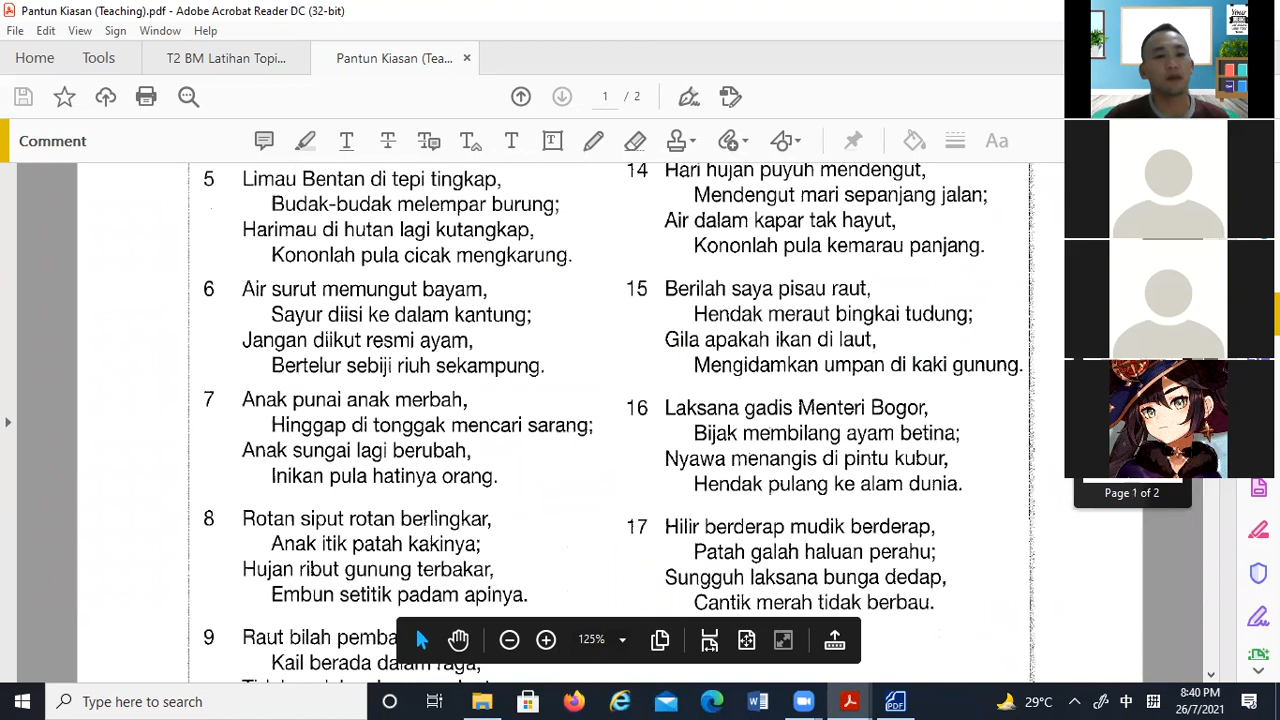 Pantun Kiasan (Teaching).pdf - Adobe Acrobat Reader DC (32-bit)
File Edit View Sign Window Help
Home Tools T2 BM Latihan Topi... Pantun Kiasan (Tea... ×
1 / 2
Comment
5 Limau Bentan di tepi tingkap,
Budak-budak melempar burung;
Harimau di hutan lagi kutangkap,
Kononlah pula cicak mengkarung.
6 Air surut memungut bayam,
Sayur diisi ke dalam kantung;
Jangan diikut resmi ayam,
Bertelur sebiji riuh sekampung.
7 Anak punai anak merbah,
Hinggap di tonggak mencari sarang;
Anak sungai lagi berubah,
Inikan pula hatinya orang.
8 Rotan siput rotan berlingkar,
Anak itik patah kakinya;
Hujan ribut gunung terbakar,
Embun setitik padam apinya.
9 Raut bilah
Kail berada dalam raga,
14 Hari hujan puyuh mendengut,
Mendengut mari sepanjang jalan;
Air dalam kapar tak hayut,
Kononlah pula kemarau panjang.
15 Berilah saya pisau raut,
Hendak meraut bingkai tudung;
Gila apakah ikan di laut,
Mengidamkan umpan di kaki gunung.
16 Laksana gadis Menteri Bogor,
Bijak membilang ayam betina;
Nyawa menangis di pintu kubur,
Hendak pulang ke alam dunia.
17 Hilir berderap mudik berderap,
Patah galah haluan perahu;
Sungguh laksana bunga dedap,
Cantik merah tidak berbau.
Page 1 of 2
125%
Type here to search
29°C
中
拼
8:40 PM
26/7/2021